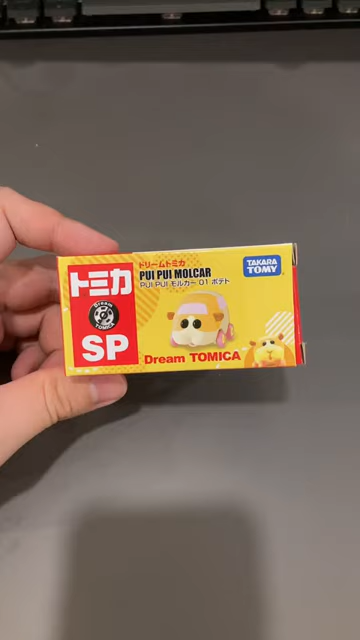 トミカ
Dream
TOMICA
SP
ドリームトミカ
PUI PUI MOLCAR
PUI PUI モルカー 01 ポテト
TAKARA
TOMY
Dream TOMICA